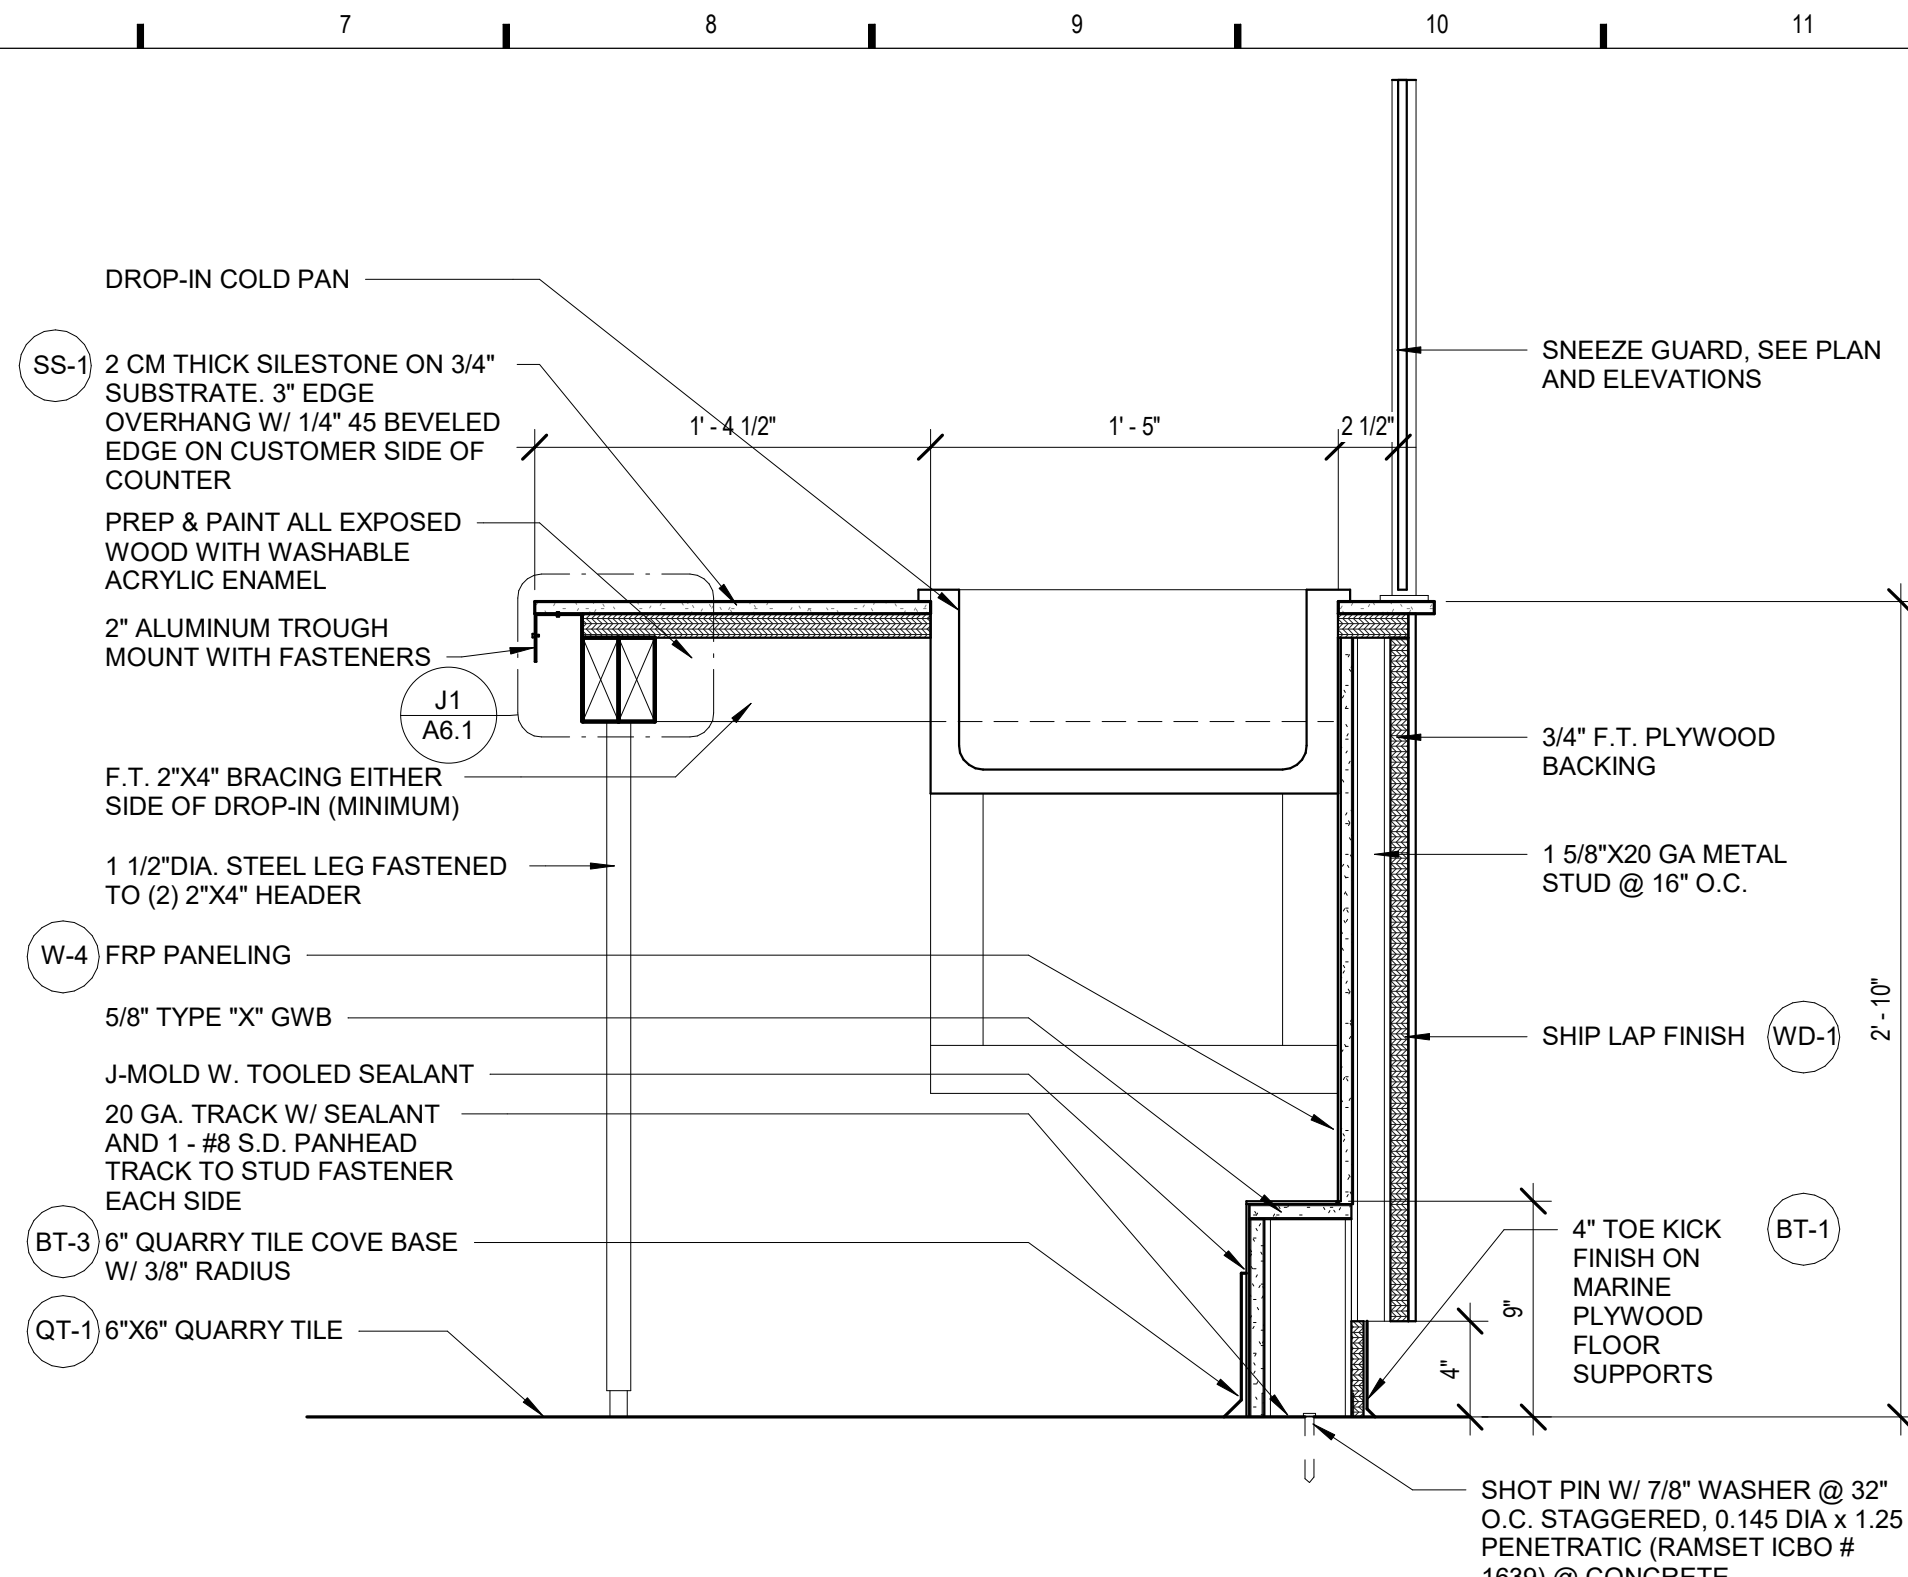 7
8
9
10
11
DROP-IN COLD PAN
SS-1
2 CM THICK SILESTONE ON 3/4"
SUBSTRATE. 3" EDGE
OVERHANG W/ 1/4" 45 BEVELED
EDGE ON CUSTOMER SIDE OF
COUNTER
PREP & PAINT ALL EXPOSED
WOOD WITH WASHABLE
ACRYLIC ENAMEL
2" ALUMINUM TROUGH
MOUNT WITH FASTENERS
J1
A6.1
F.T. 2"X4" BRACING EITHER
SIDE OF DROP-IN (MINIMUM)
1 1/2"DIA. STEEL LEG FASTENED
TO (2) 2"X4" HEADER
W-4
FRP PANELING
5/8" TYPE "X" GWB
J-MOLD W. TOOLED SEALANT
20 GA. TRACK W/ SEALANT
AND 1 - #8 S.D. PANHEAD
TRACK TO STUD FASTENER
EACH SIDE
BT-3
6" QUARRY TILE COVE BASE
W/ 3/8" RADIUS
QT-1
6"X6" QUARRY TILE
1' - 4 1/2"
1' - 5"
2 1/2"
SNEEZE GUARD, SEE PLAN
AND ELEVATIONS
3/4" F.T. PLYWOOD
BACKING
1 5/8"X20 GA METAL
STUD @ 16" O.C.
SHIP LAP FINISH
WD-1
2' - 10"
4" TOE KICK
FINISH ON
MARINE
PLYWOOD
FLOOR
SUPPORTS
BT-1
9"
4"
SHOT PIN W/ 7/8" WASHER @ 32"
O.C. STAGGERED, 0.145 DIA x 1.25
PENETRATIC (RAMSET ICBO #
1639) @ CONCRETE